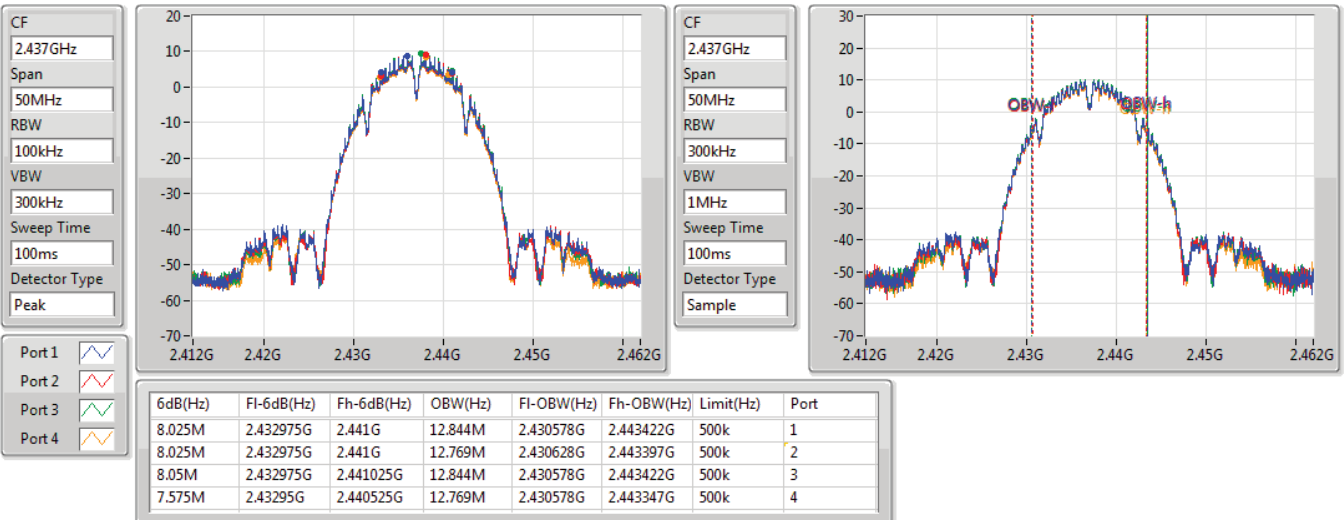 CF
2.437GHz
Span
50MHz
RBW
100kHz
VBW
300kHz
Sweep Time
100ms
Detector Type
Peak
20
10
0
-10
-20
-30
-40
-50
-60
-70
2.412G 2.42G 2.43G 2.44G 2.45G 2.462G
CF
2.437GHz
Span
50MHz
RBW
300kHz
VBW
1MHz
Sweep Time
100ms
Detector Type
Sample
30
20
10
0
-10
-20
-30
-40
-50
-60
-70
OBW-h
2.412G 2.42G 2.43G 2.44G 2.45G 2.462G
Port 1
Port 2
Port 3
Port 4
6dB(Hz) Fl-6dB(Hz) Fh-6dB(Hz) OBW(Hz) Fl-OBW(Hz) Fh-OBW(Hz) Limit(Hz) Port
8.025M 2.432975G 2.441G 12.844M 2.430578G 2.443422G 500k 1
8.025M 2.432975G 2.441G 12.769M 2.430628G 2.443397G 500k 2
8.05M 2.432975G 2.441025G 12.844M 2.430578G 2.443422G 500k 3
7.575M 2.43295G 2.440525G 12.769M 2.430578G 2.443347G 500k 4